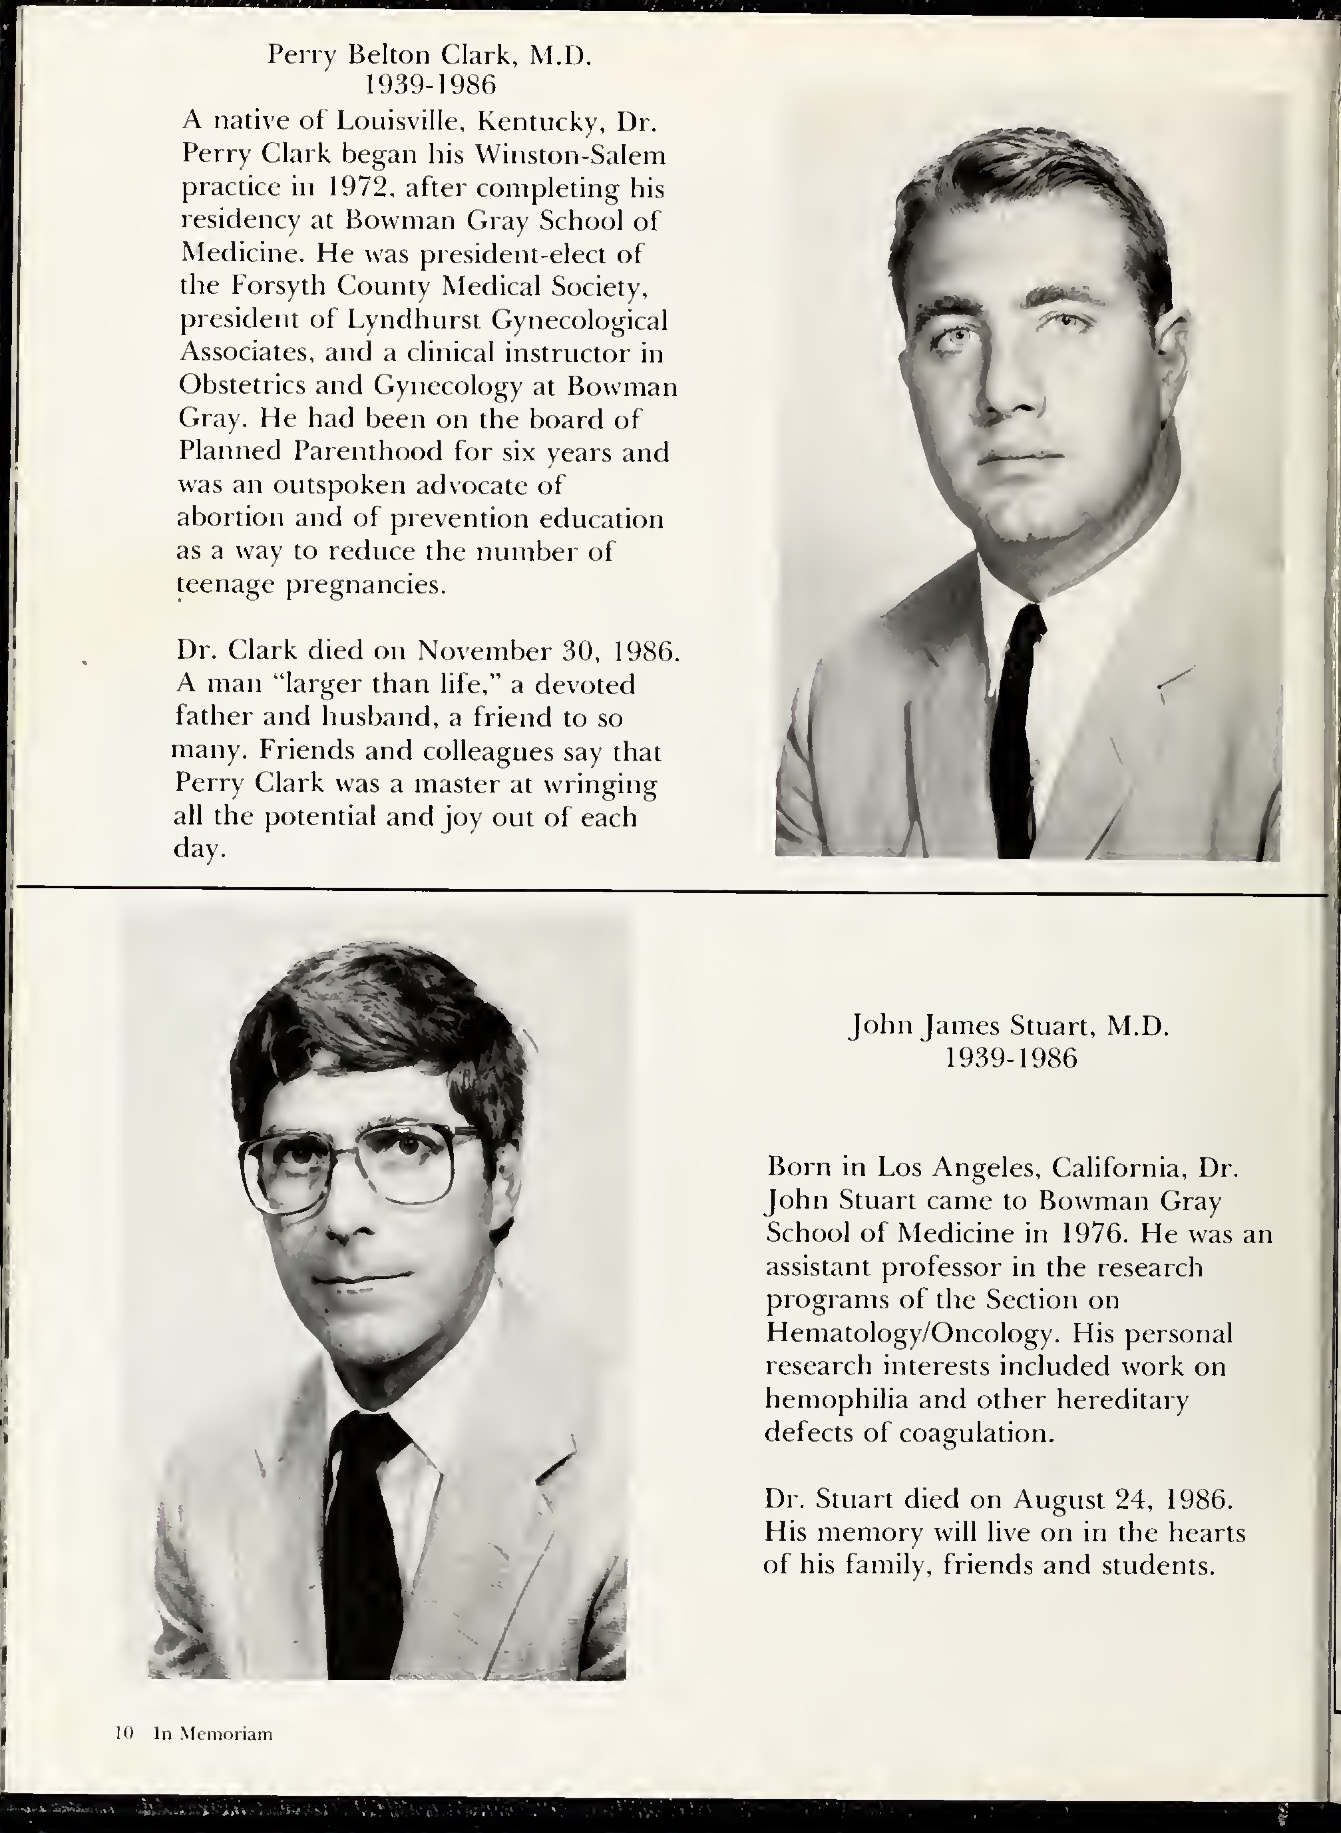 Perry Belton Clark, M.D.
1939-1986
A native of Louisville, Kentucky, Dr.
Perry Clark began his Winston-Salem
practice in 1972, after completing his
residency at Bowman Gray School of
Medicine. He was president-elect of
the Forsyth County Medical Society,
president of Lyndhurst Gynecological
Associates, and a clinical instructor in
Obstetrics and Gynecology at Bowman
Gray. He had been on the board of
Planned Parenthood for six years and
was an outspoken advocate of
abortion and of prevention education
as a way to reduce the number of
teenage pregnancies.
Dr. Clark died on November 30, 1986.
A man “larger than life,” a devoted
father and husband, a friend to so
many. Friends and colleagues say that
Perry Clark was a master at wringing
all the potential and joy out of each
day.
John James Stuart, M.D.
1939-1986
Born in Los Angeles, California, Dr.
John Stuart came to Bowman Gray
School of Medicine in 1976. He was an
assistant professor in the research
programs of the Section on
Hematology/Oncology. His personal
research interests included work on
hemophilia and other hereditary
defects of coagulation.
Dr. Stuart died on August 24, 1986.
His memory will live on in the hearts
of his family, friends and students.
10 In Memoriam